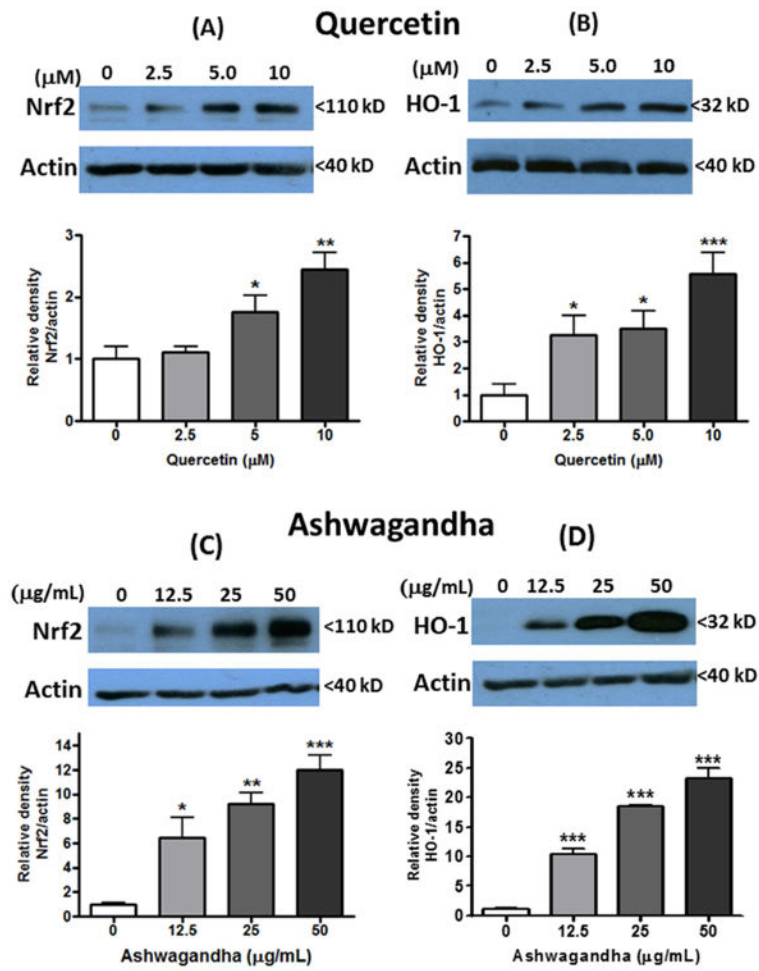 Quercetin
(A)
(μM) 0 2.5 5.0 10
Nrf2 <110 kD
Actin <40 kD
Relative density
Nrf2/actin
3
2
1
0
*
**
0 2.5 5 10
Quercetin (μM)
(B)
(μM) 0 2.5 5.0 10
HO-1 <32 kD
Actin <40 kD
Relative density
HO-1/actin
7
6
5
4
3
2
1
0
*
*
***
0 2.5 5.0 10
Quercetin (μM)
Ashwagandha
(C)
(μg/mL) 0 12.5 25 50
Nrf2 <110 kD
Actin <40 kD
Relative density
Nrf2/actin
14
12
10
8
6
4
2
0
*
**
***
0 12.5 25 50
Ashwagandha (μg/mL)
(D)
(μg/mL) 0 12.5 25 50
HO-1 <32 kD
Actin <40 kD
Relative density
HO-1/actin
30
25
20
15
10
5
0
***
***
***
0 12.5 25 50
Ashwagandha (μg/mL)